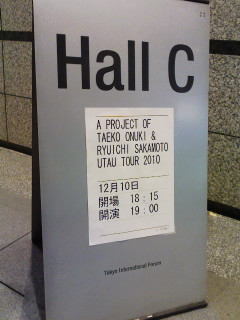 Hall C
A PROJECT OF
TAEKO ONUKI &
RYUICHI SAKAMOTO
UTAU TOUR 2010
12月10日
開場 18:15
開演 19:00
Tokyo International Forum